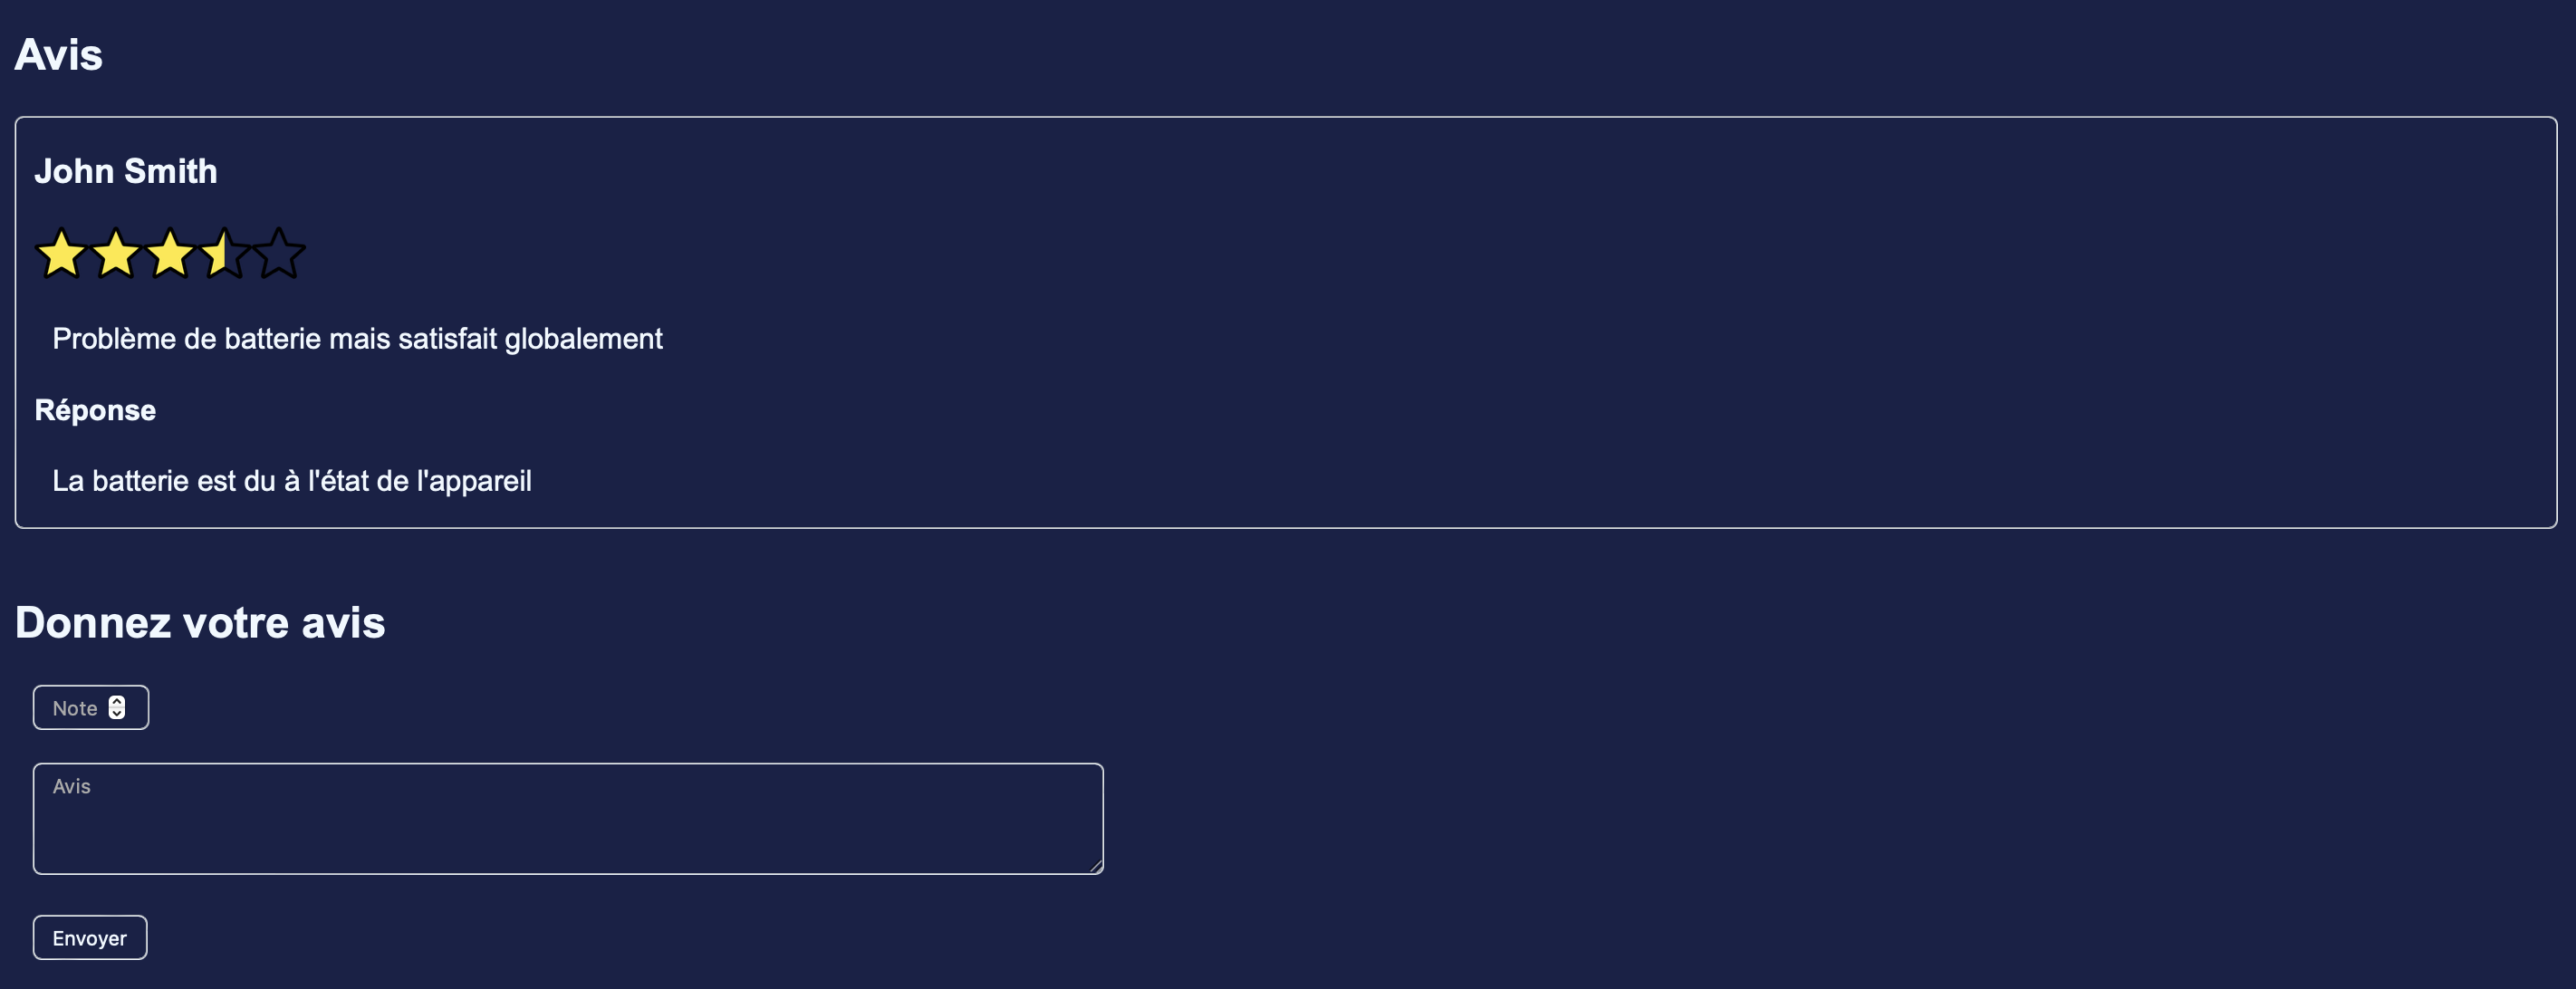 Avis
John Smith
Problème de batterie mais satisfait globalement
Réponse
La batterie est du à l'état de l'appareil
Donnez votre avis
Note
Avis
Envoyer